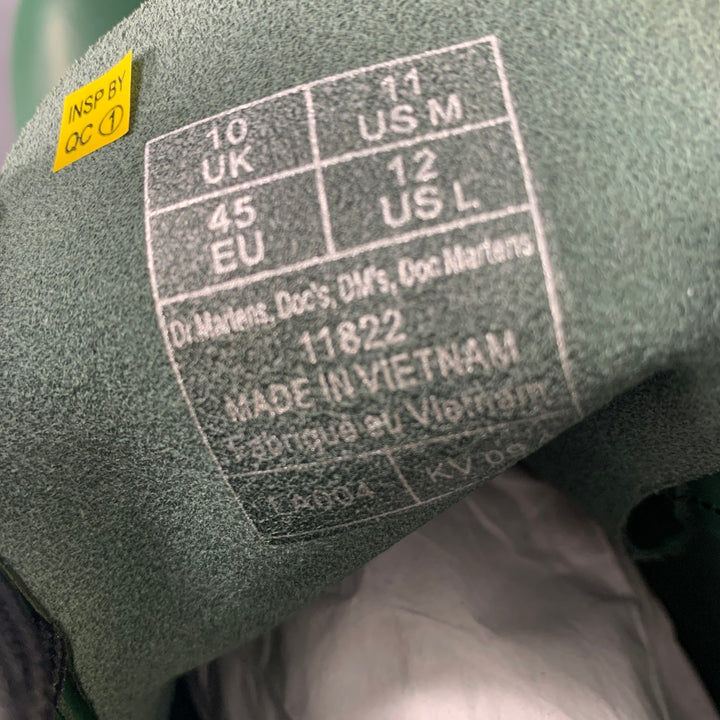 INSP BY
QC ①
10
UK
11
US M
45
EU
12
US L
Dr. Martens, Doc's, DM's, Doc Martens
11822
MADE IN VIETNAM
Fabriqué au Vietnam
KV 09